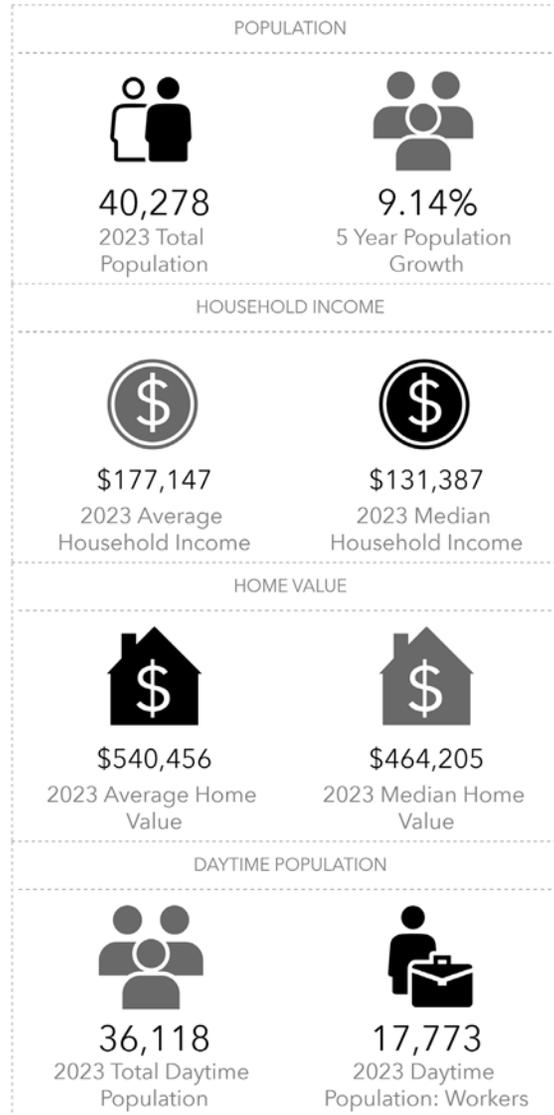 POPULATION
40,278
2023 Total
Population
9.14%
5 Year Population
Growth
HOUSEHOLD INCOME
$
$177,147
2023 Average
Household Income
$
$131,387
2023 Median
Household Income
HOME VALUE
$
$540,456
2023 Average Home
Value
$
$464,205
2023 Median Home
Value
DAYTIME POPULATION
36,118
2023 Total Daytime
Population
17,773
2023 Daytime
Population: Workers